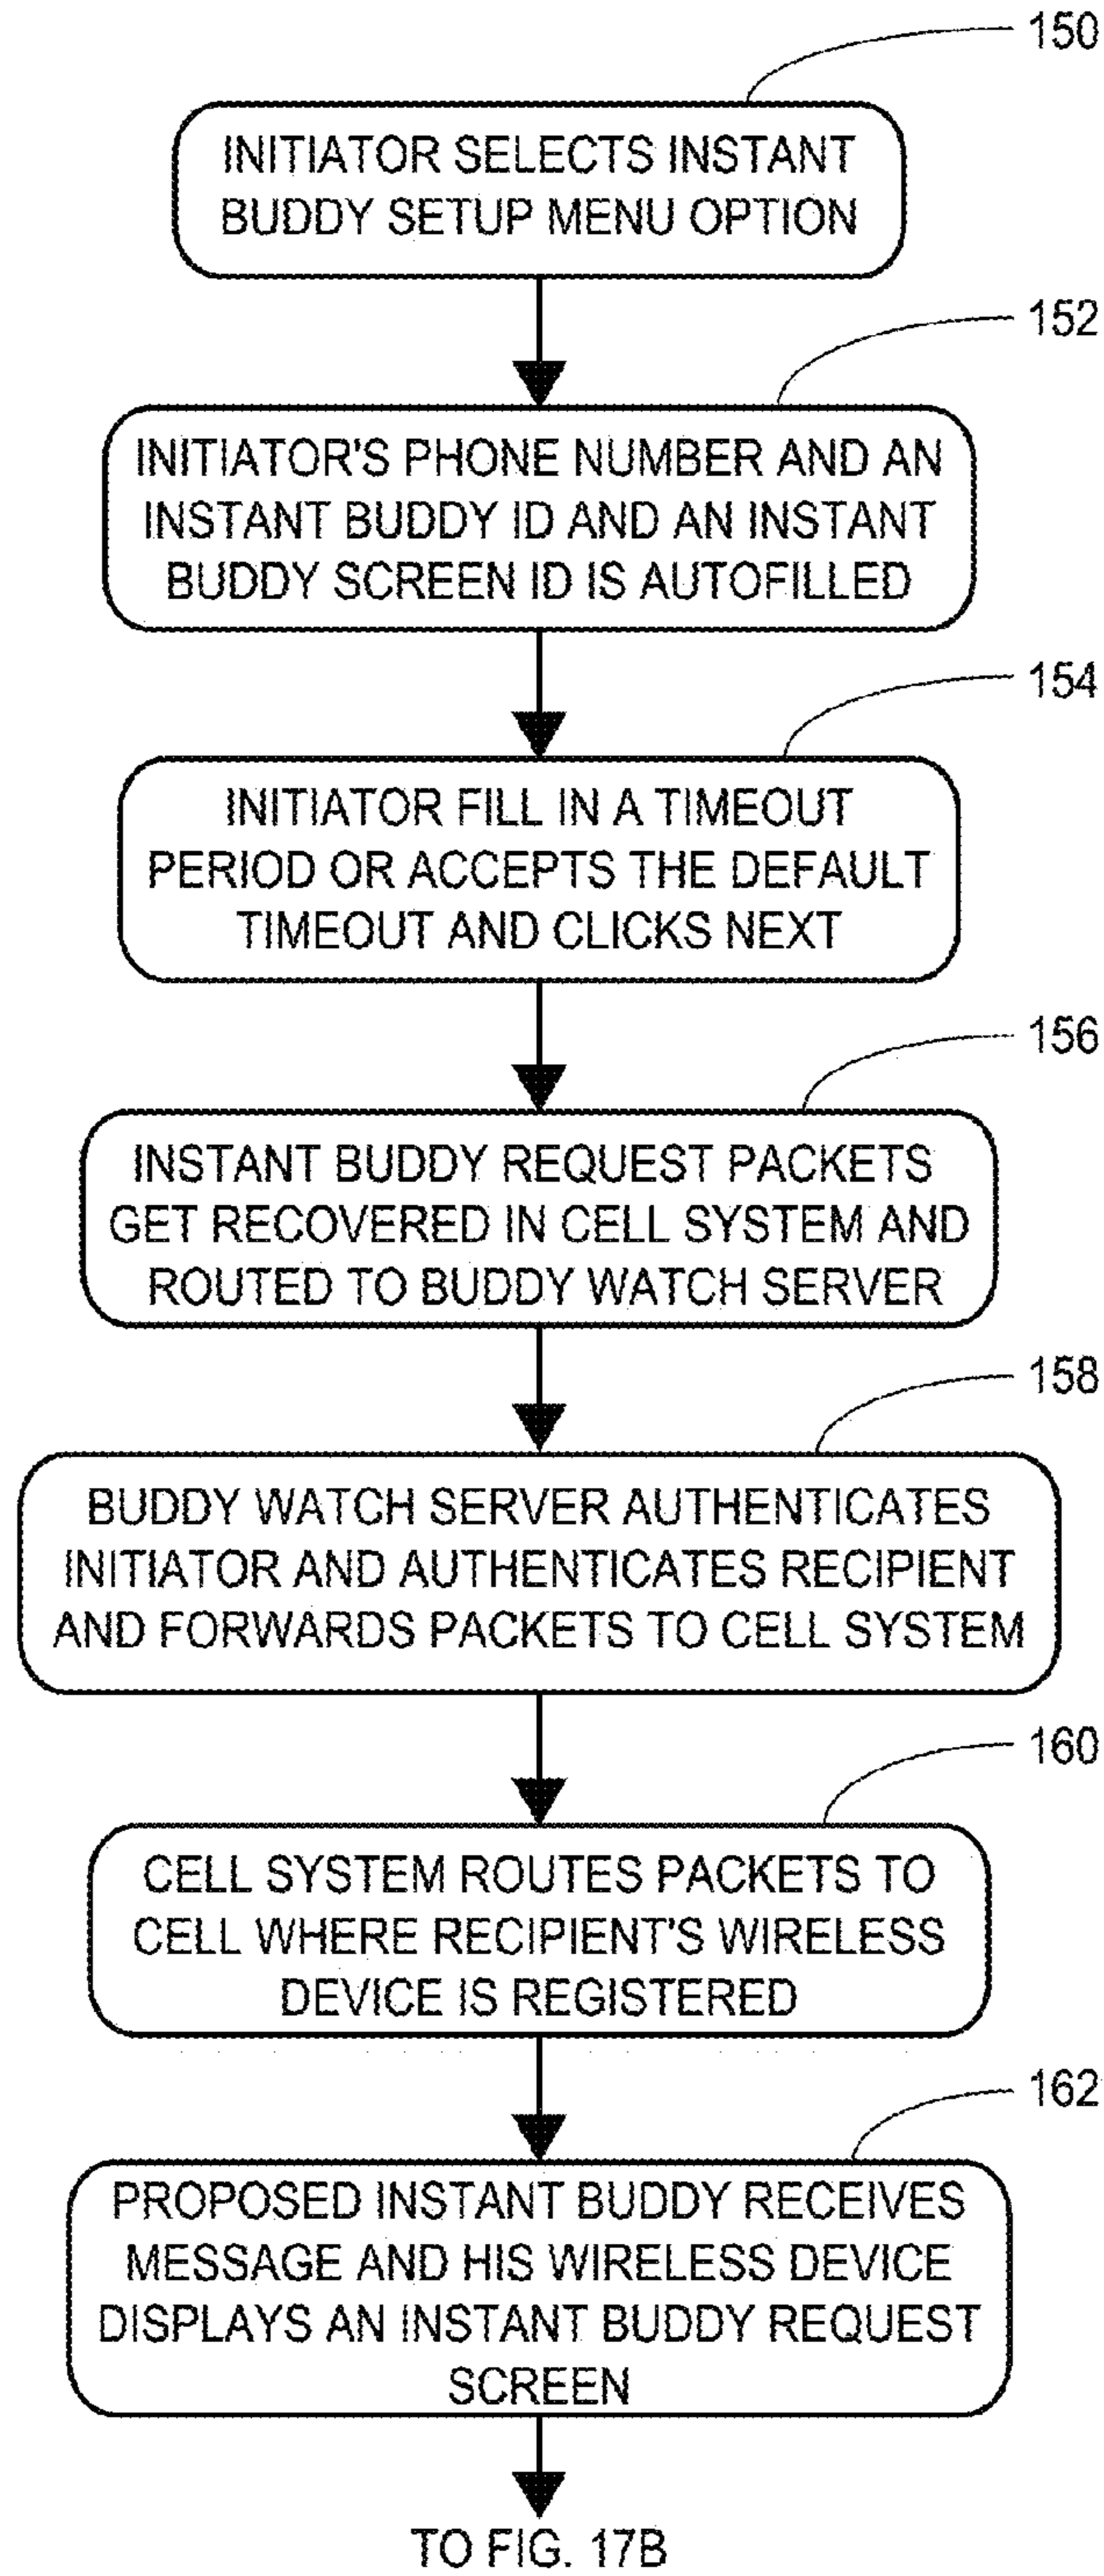 150
INITIATOR SELECTS INSTANT
BUDDY SETUP MENU OPTION
152
INITIATOR'S PHONE NUMBER AND AN
INSTANT BUDDY ID AND AN INSTANT
BUDDY SCREEN ID IS AUTOFILLED
154
INITIATOR FILL IN A TIMEOUT
PERIOD OR ACCEPTS THE DEFAULT
TIMEOUT AND CLICKS NEXT
156
INSTANT BUDDY REQUEST PACKETS
GET RECOVERED IN CELL SYSTEM AND
ROUTED TO BUDDY WATCH SERVER
158
BUDDY WATCH SERVER AUTHENTICATES
INITIATOR AND AUTHENTICATES RECIPIENT
AND FORWARDS PACKETS TO CELL SYSTEM
160
CELL SYSTEM ROUTES PACKETS TO
CELL WHERE RECIPIENT'S WIRELESS
DEVICE IS REGISTERED
162
PROPOSED INSTANT BUDDY RECEIVES
MESSAGE AND HIS WIRELESS DEVICE
DISPLAYS AN INSTANT BUDDY REQUEST
SCREEN
TO FIG. 17B